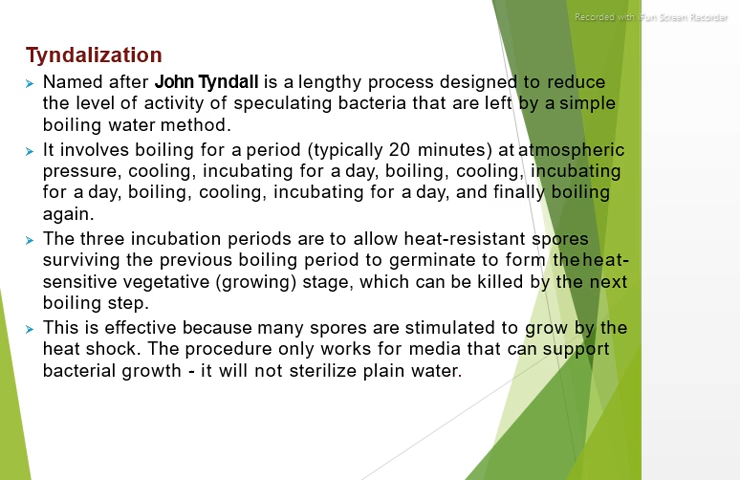 Recorded with iFun Screen Recorder
Tyndalization
➢ Named after John Tyndall is a lengthy process designed to reduce
the level of activity of speculating bacteria that are left by a simple
boiling water method.
➢ It involves boiling for a period (typically 20 minutes) at atmospheric
pressure, cooling, incubating for a day, boiling, cooling, incubating
for a day, boiling, cooling, incubating for a day, and finally boiling
again.
➢ The three incubation periods are to allow heat-resistant spores
surviving the previous boiling period to germinate to form the heat-
sensitive vegetative (growing) stage, which can be killed by the next
boiling step.
➢ This is effective because many spores are stimulated to grow by the
heat shock. The procedure only works for media that can support
bacterial growth - it will not sterilize plain water.